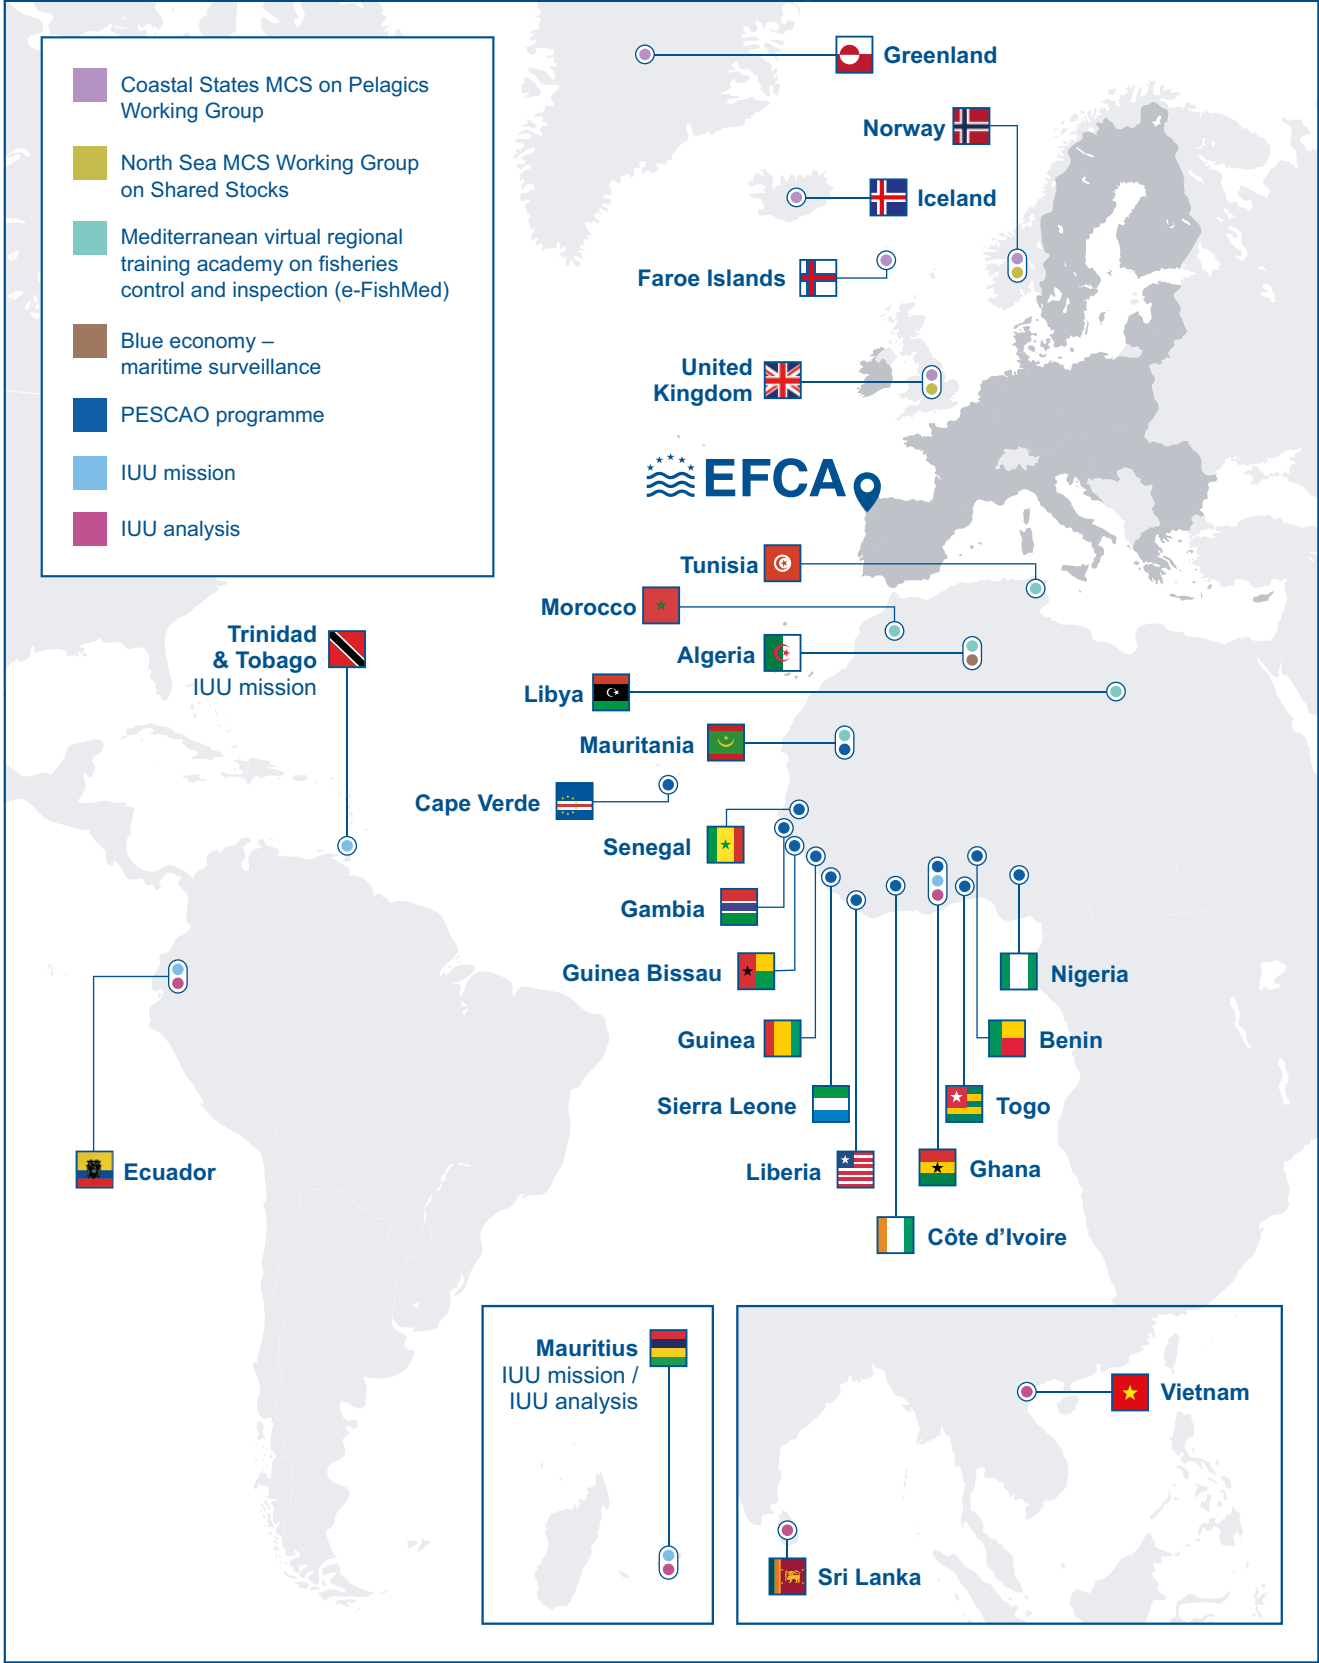 Coastal States MCS on Pelagics
Working Group
North Sea MCS Working Group
on Shared Stocks
Mediterranean virtual regional
training academy on fisheries
control and inspection (e-FishMed)
Blue economy –
maritime surveillance
PESCAO programme
IUU mission
IUU analysis
Greenland
Norway
Iceland
Faroe Islands
United
Kingdom
EFCA
Tunisia
Morocco
Trinidad
& Tobago
IUU mission
Algeria
Libya
Mauritania
Cape Verde
Senegal
Gambia
Guinea Bissau
Nigeria
Guinea
Benin
Sierra Leone
Togo
Liberia
Ghana
Ecuador
Côte d’Ivoire
Mauritius
IUU mission /
IUU analysis
Vietnam
Sri Lanka